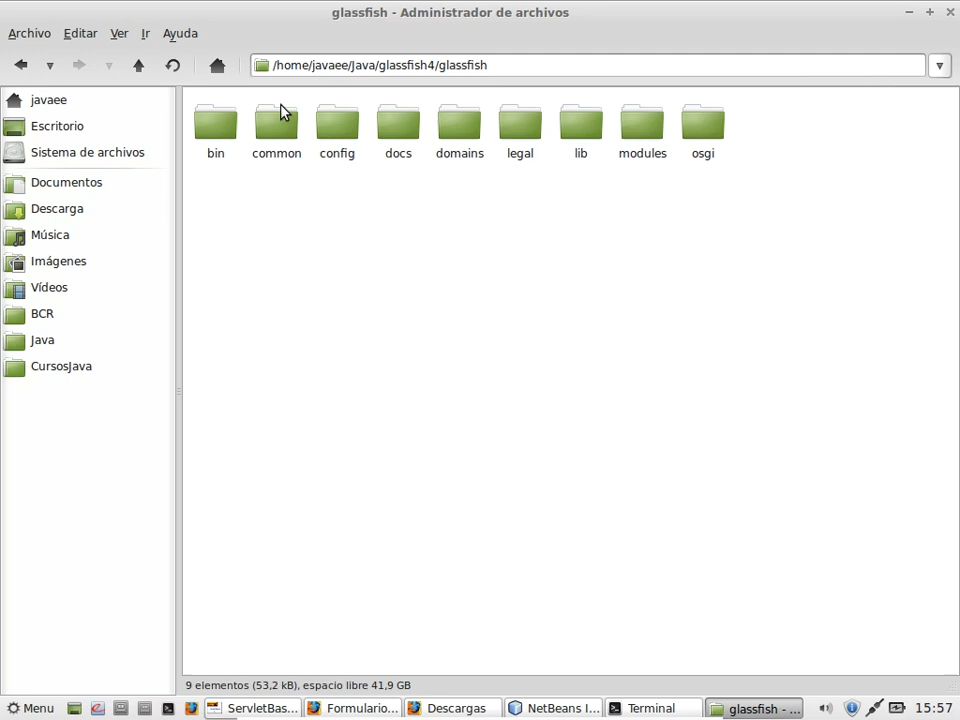 glassfish - Administrador de archivos
Archivo Editar Ver Ir Ayuda
/home/javaee/Java/glassfish4/glassfish
javaee
Escritorio
Sistema de archivos
Documentos
Descarga
Música
Imágenes
Vídeos
BCR
Java
CursosJava
bin common config docs domains legal lib modules osgi
9 elementos (53,2 kB), espacio libre 41,9 GB
Menu ServletBas... Formulario... Descargas NetBeans I... Terminal glassfish - ... 15:57